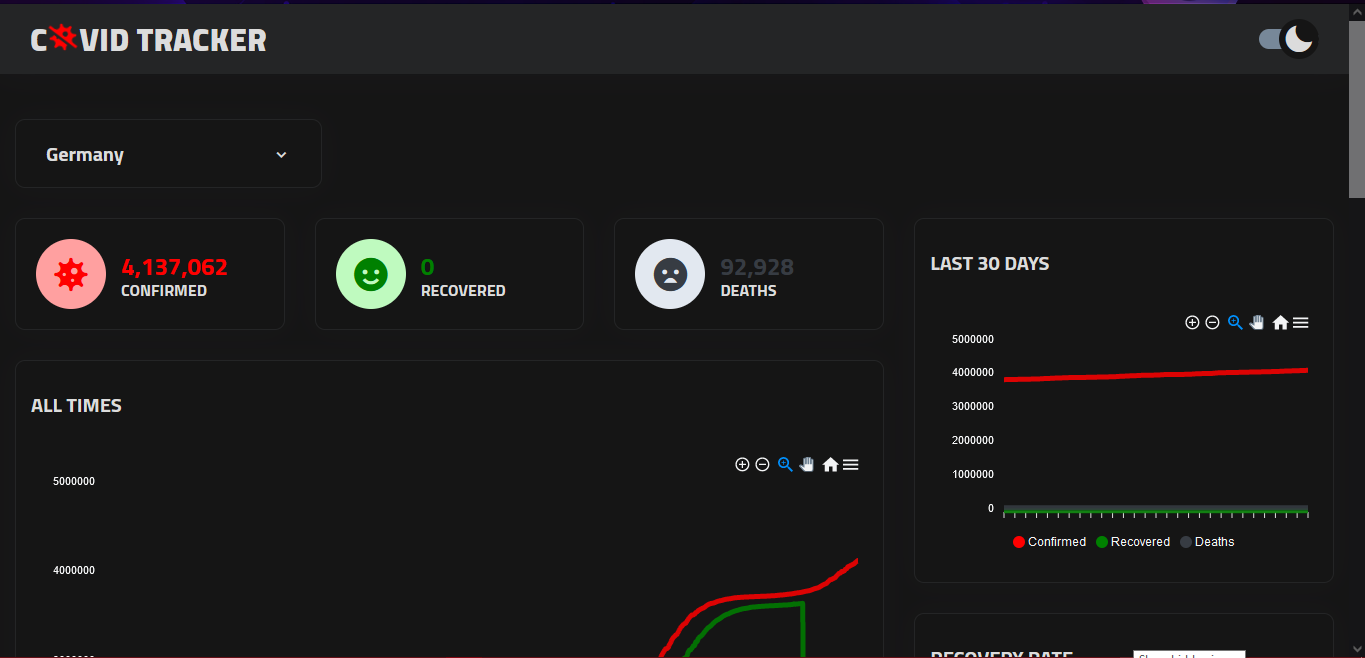 C VID TRACKER
Germany
4,137,062
CONFIRMED
0
RECOVERED
92,928
DEATHS
LAST 30 DAYS
5000000
4000000
3000000
2000000
1000000
0
Confirmed Recovered Deaths
ALL TIMES
5000000
4000000
RECOVERY RATE